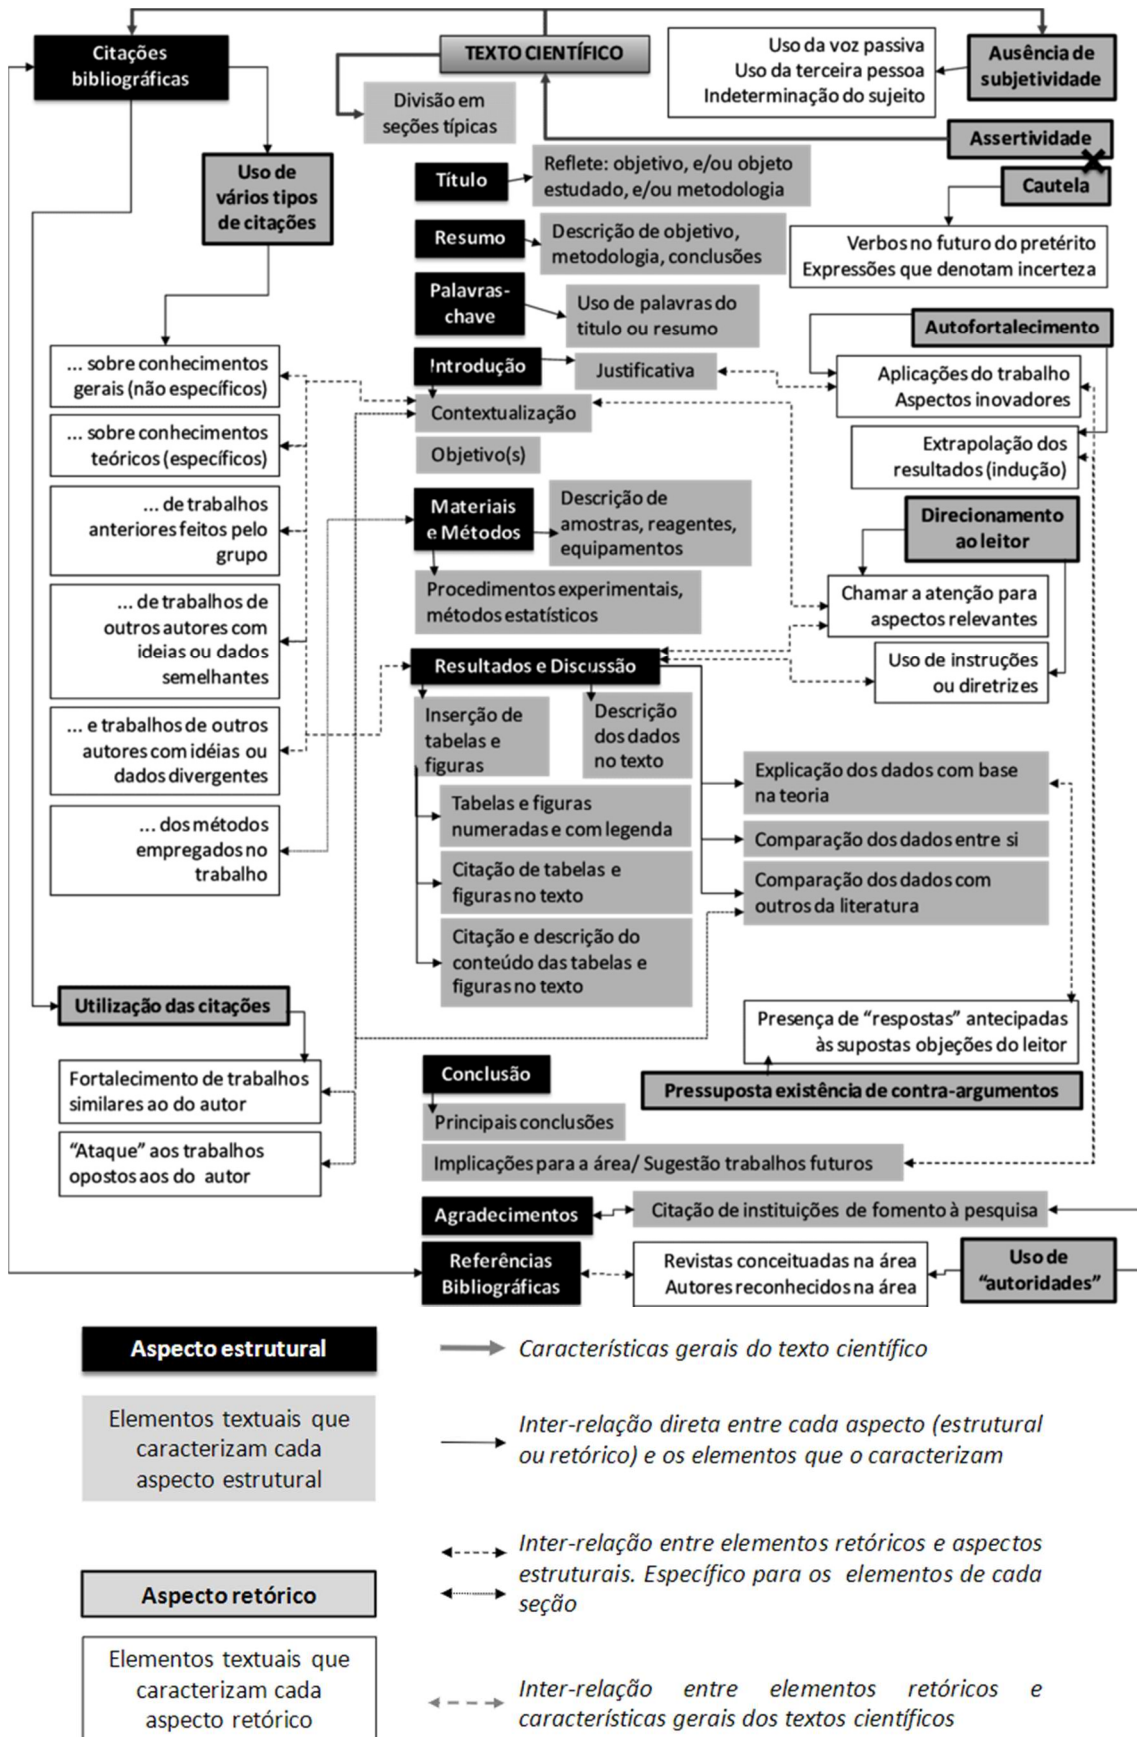 Citações
bibliográficas
TEXTO CIENTÍFICO
Uso da voz passiva
Uso da terceira pessoa
Indeterminação do sujeito
Ausência de
subjetividade
Divisão em
seções típicas
Assertividade
Cautela
Verbos no futuro do pretérito
Expressões que denotam incerteza
Uso de
vários tipos
de citações
Título
Reflete: objetivo, e/ou objeto
estudado, e/ou metodologia
Resumo
Descrição de objetivo,
metodologia, conclusões
Palavras-
chave
Uso de palavras do
titulo ou resumo
Autofortalecimento
Aplicações do trabalho
Aspectos inovadores
Extrapolação dos
resultados (indução)
Introdução
Justificativa
Contextualização
Objetivo(s)
... sobre conhecimentos
gerais (não específicos)
... sobre conhecimentos
teóricos (específicos)
... de trabalhos
anteriores feitos pelo
grupo
... de trabalhos de
outros autores com
ideias ou dados
semelhantes
... e trabalhos de outros
autores com idéias ou
dados divergentes
... dos métodos
empregados no
trabalho
Materiais
e Métodos
Descrição de
amostras, reagentes,
equipamentos
Procedimentos experimentais,
métodos estatísticos
Direcionamento
ao leitor
Chamar a atenção para
aspectos relevantes
Uso de instruções
ou diretrizes
Resultados e Discussão
Inserção de
tabelas e
figuras
Descrição
dos dados
no texto
Tabelas e figuras
numeradas e com legenda
Citação de tabelas e
figuras no texto
Citação e descrição do
conteúdo das tabelas e
figuras no texto
Explicação dos dados com base
na teoria
Comparação dos dados entre si
Comparação dos dados com
outros da literatura
Utilização das citações
Fortalecimento de trabalhos
similares ao do autor
“Ataque” aos trabalhos
opostos aos do autor
Presença de “respostas” antecipadas
às supostas objeções do leitor
Pressuposta existência de contra-argumentos
Conclusão
Principais conclusões
Implicações para a área/ Sugestão trabalhos futuros
Agradecimentos
Citação de instituições de fomento à pesquisa
Referências
Bibliográficas
Revistas conceituadas na área
Autores reconhecidos na área
Uso de
“autoridades”
Aspecto estrutural
Características gerais do texto científico
Elementos textuais que
caracterizam cada
aspecto estrutural
Inter-relação direta entre cada aspecto (estrutural
ou retórico) e os elementos que o caracterizam
Aspecto retórico
Inter-relação entre elementos retóricos e aspectos
estruturais. Específico para os elementos de cada
seção
Elementos textuais que
caracterizam cada
aspecto retórico
Inter-relação entre elementos retóricos e
características gerais dos textos científicos